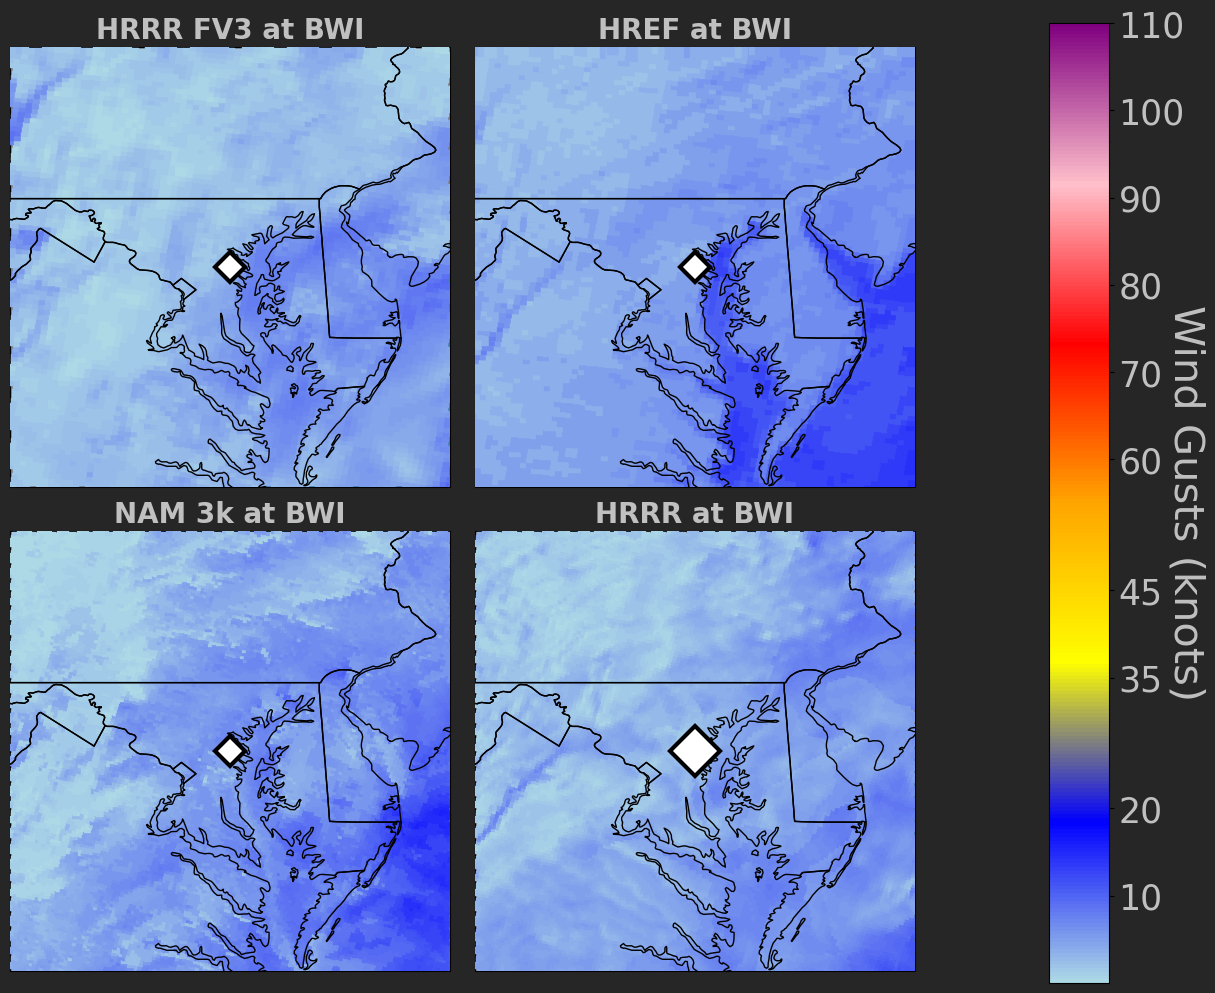 HRRR FV3 at BWI
HREF at BWI
NAM 3k at BWI
HRRR at BWI
110
100
90
80
70
60
45
35
20
10
Wind Gusts (knots)